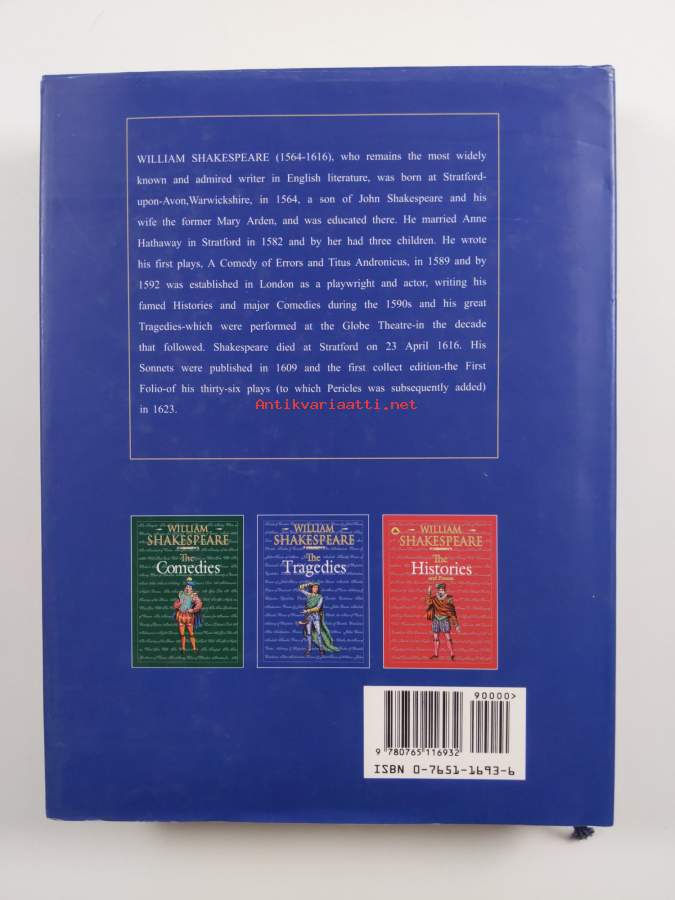 WILLIAM SHAKESPEARE (1564-1616), who remains the most widely
known and admired writer in English literature, was born at Stratford-
upon-Avon,Warwickshire, in 1564, a son of John Shakespeare and his
wife the former Mary Arden, and was educated there. He married Anne
Hathaway in Stratford in 1582 and by her had three children. He wrote
his first plays, A Comedy of Errors and Titus Andronicus, in 1589 and by
1592 was established in London as a playwright and actor, writing his
famed Histories and major Comedies during the 1590s and his great
Tragedies-which were performed at the Globe Theatre-in the decade
that followed. Shakespeare died at Stratford on 23 April 1616. His
Sonnets were published in 1609 and the first collect edition-the First
Folio-of his thirty-six plays (to which Pericles was subsequently added)
in 1623.
Antikvariaatti.net
WILLIAM
SHAKESPEARE
The
Comedies
WILLIAM
SHAKESPEARE
The
Tragedies
WILLIAM
SHAKESPEARE
The
Histories
and Poems
90000>
9 780765 116932
ISBN 0-7651-1693-6